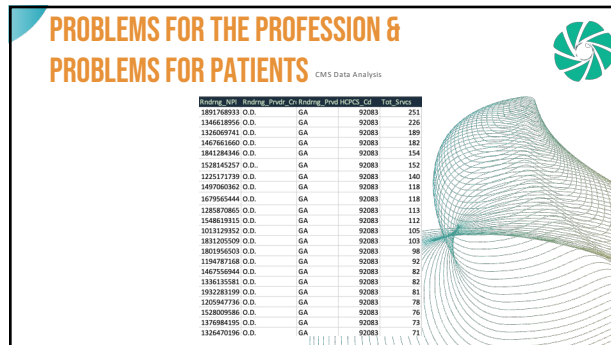 PROBLEMS FOR THE PROFESSION &
PROBLEMS FOR PATIENTS CMS Data Analysis
Rndrng_NPI Rndrng_Prvdr_Cr Rndrng_Prvd HCPCS_Cd Tot_Srvcs
1891768933 O.D. GA 92083 251
1346618956 O.D. GA 92083 226
1326069741 O.D. GA 92083 189
1467661660 O.D. GA 92083 182
1841284346 O.D. GA 92083 154
1528145257 O.D.. GA 92083 152
1225171739 O.D. GA 92083 140
1497060362 O.D. GA 92083 118
1679565444 O.D. GA 92083 118
1285870865 O.D. GA 92083 113
1548619315 O.D. GA 92083 112
1013129352 O.D. GA 92083 105
1831205509 O.D. GA 92083 103
1801956503 O.D. GA 92083 98
1194787168 O.D. GA 92083 92
1467556944 O.D. GA 92083 82
1336135581 O.D. GA 92083 82
1932283199 O.D. GA 92083 81
1205947736 O.D. GA 92083 78
1528009586 O.D. GA 92083 76
1376984195 O.D. GA 92083 73
1326470196 O.D. GA 92083 71